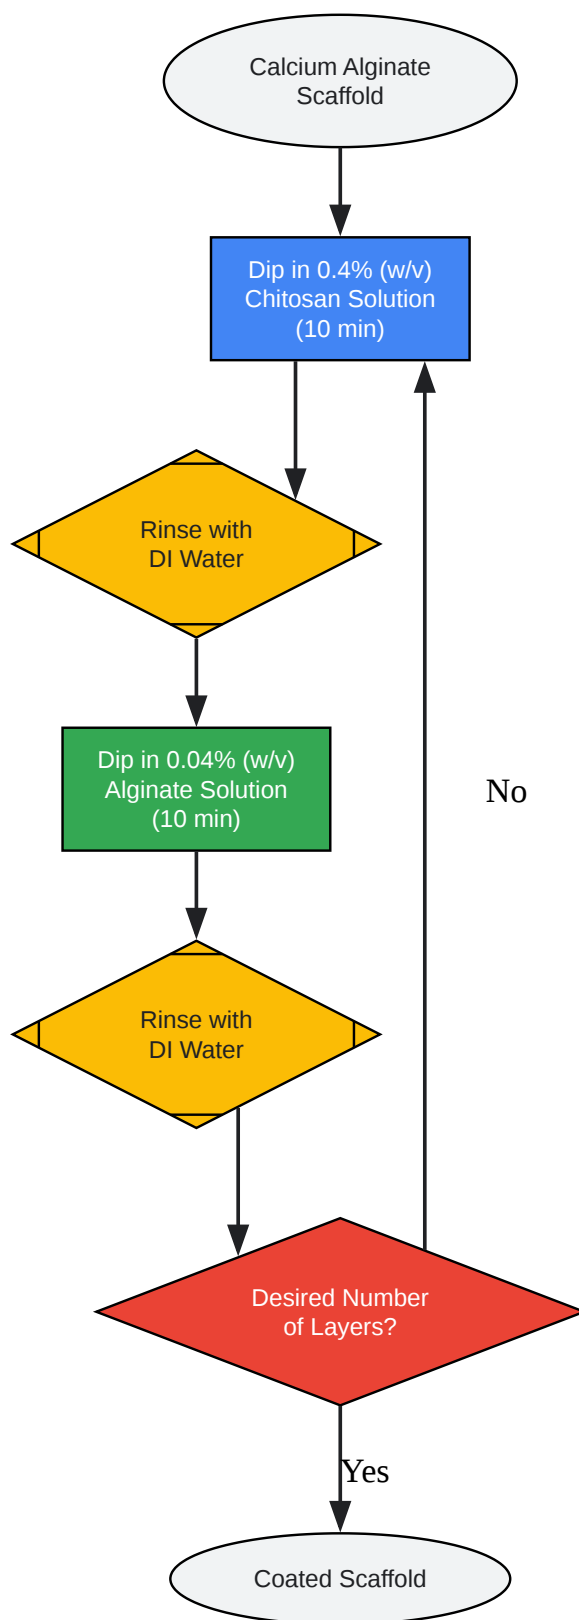 Calcium Alginate
Scaffold
Dip in 0.4% (w/v)
Chitosan Solution
(10 min)
Rinse with
DI Water
Dip in 0.04% (w/v)
Alginate Solution
(10 min)
No
Rinse with
DI Water
Desired Number
of Layers?
Yes
Coated Scaffold